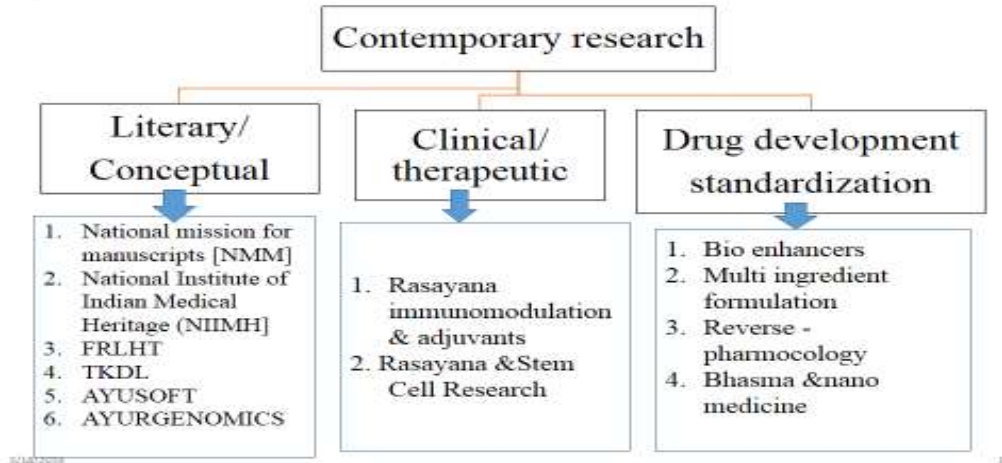 Contemporary research
Literary/
Conceptual
Clinical/
therapeutic
Drug development
standardization
1. National mission for
manuscripts [NMM]
2. National Institute of
Indian Medical
Heritage (NIIMH]
3. FRLHT
4. TKDL
5. AYUSOFT
6. AYURGENOMICS
1. Rasayana
immunomodulation
& adjuvants
2. Rasayana &Stem
Cell Research
1. Bio enhancers
2. Multi ingredient
formulation
3. Reverse -
pharmocology
4. Bhasma &nano
medicine